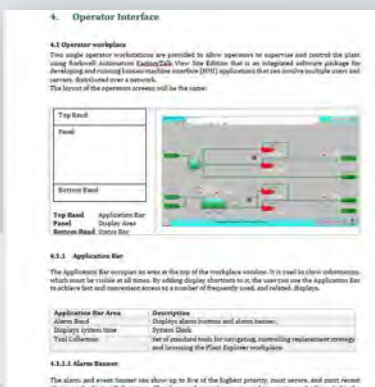 4. Operator Interface
4.1 Operator workplace
Two single operator workstations are provided to allow operators to supervise and control the plant
using Rockwell Automation FactoryTalk View Site Edition that is an integrated software package for
developing and running human-machine interface (HMI) applications that can involve multiple users and
servers, distributed over a network.
The layout of the operators screens will be the same:
Top Band
Panel
Bottom Band
Top Band Application Bar
Panel Display Area
Bottom Band Status Bar
4.1.1 Application Bar
The Application Bar occupies an area at the top of the workplace window. It is used to show information,
which must be visible at all times. By adding display shortcuts to it, the user can use the Application Bar
to achieve fast and convenient access to a number of frequently used, and related, displays.
Application Bar Area Description
Alarm Band Displays alarm buttons and alarm banner.
Displays system time System Clock
Tool Collection Set of standard tools for navigating, controlling replacement strategy
and browsing the Plant Explorer workplace.
4.1.1.1 Alarm Banner
The alarm and event banner can show up to five of the highest priority, most severe, and most recent